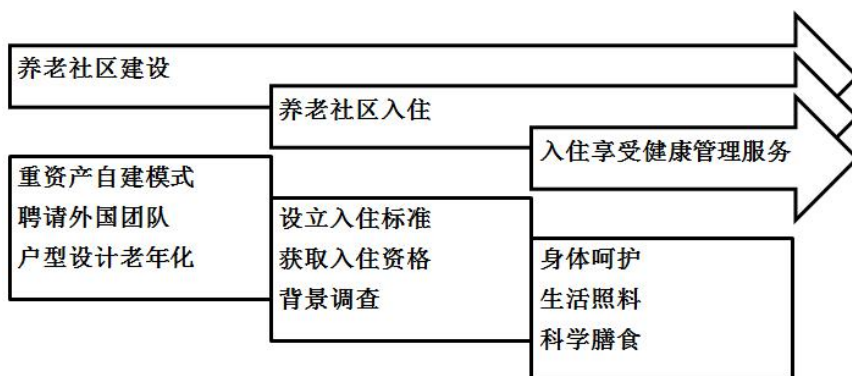 养老社区建设
养老社区入住
入住享受健康管理服务
重资产自建模式
聘请外国团队
户型设计老年化
设立入住标准
获取入住资格
背景调查
身体呵护
生活照料
科学膳食